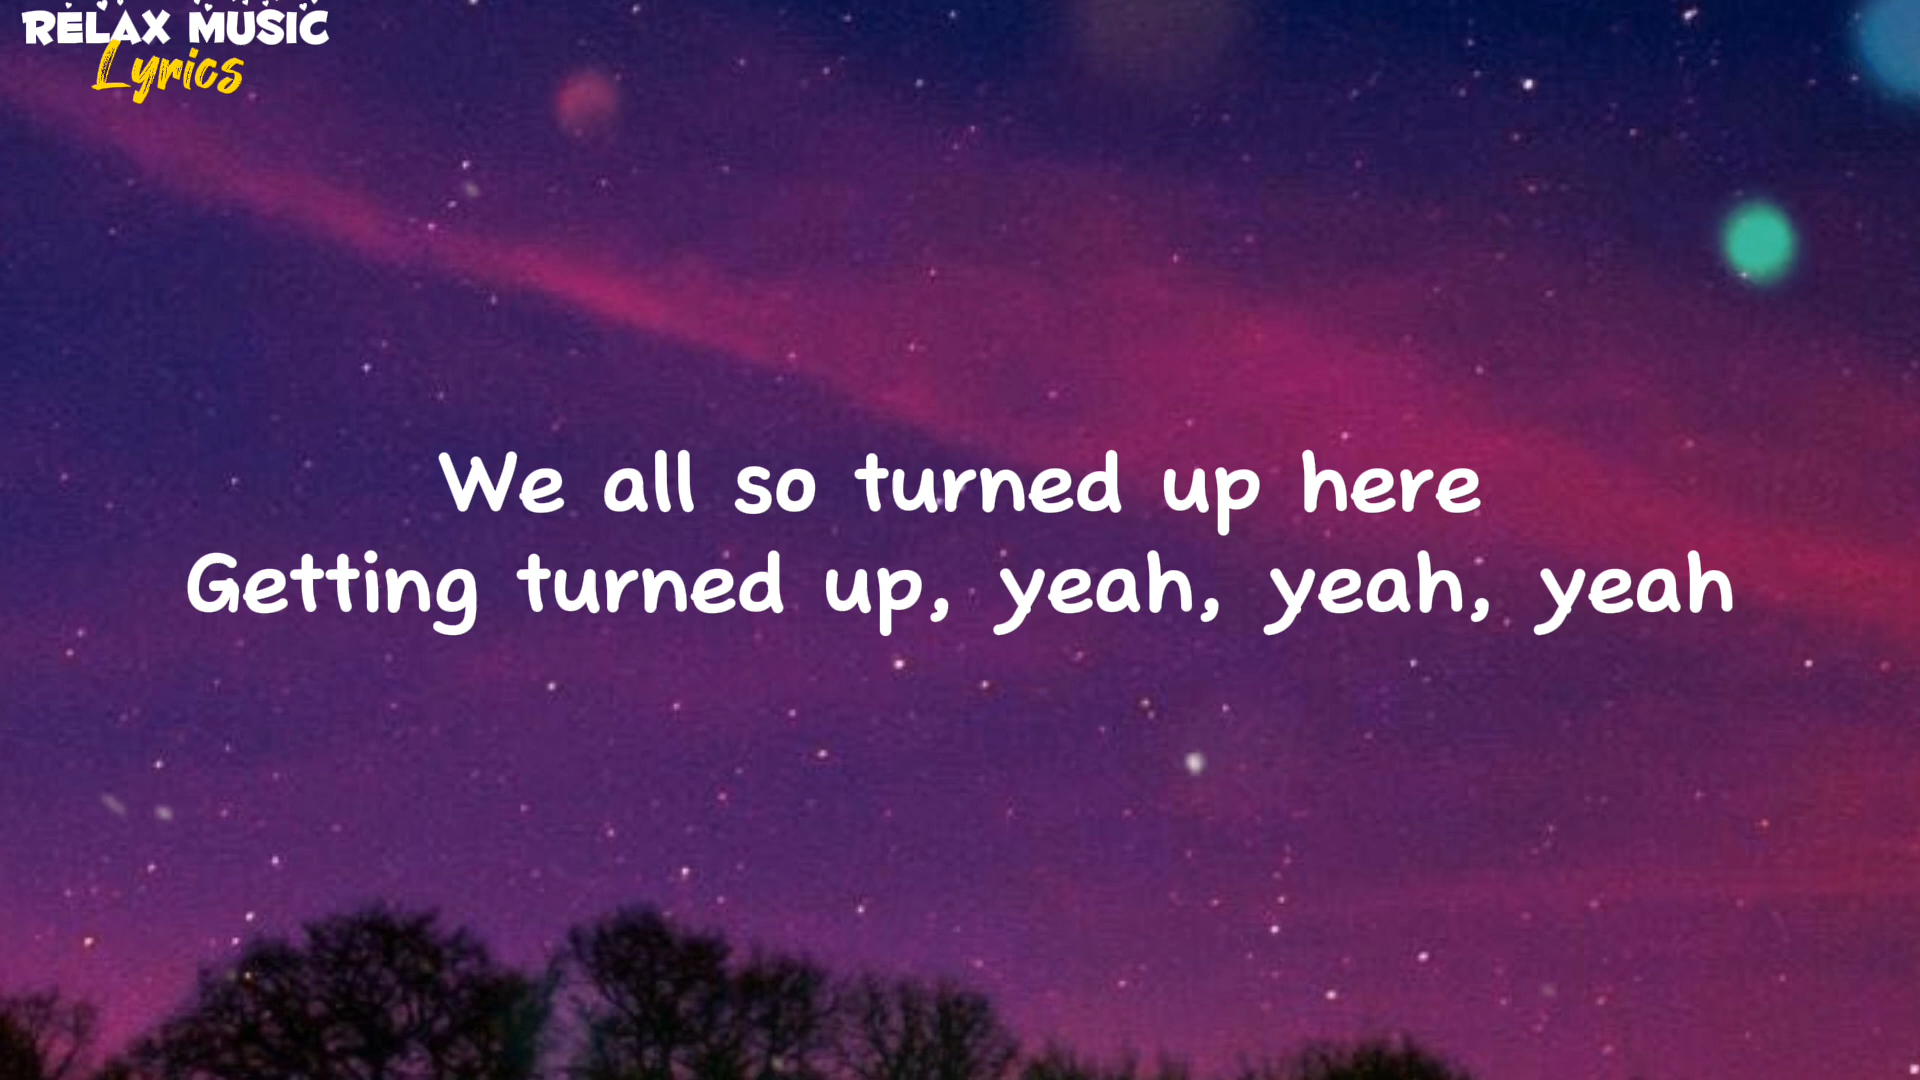 RELAX MUSIC
Lyrics
We all so turned up here
Getting turned up, yeah, yeah, yeah